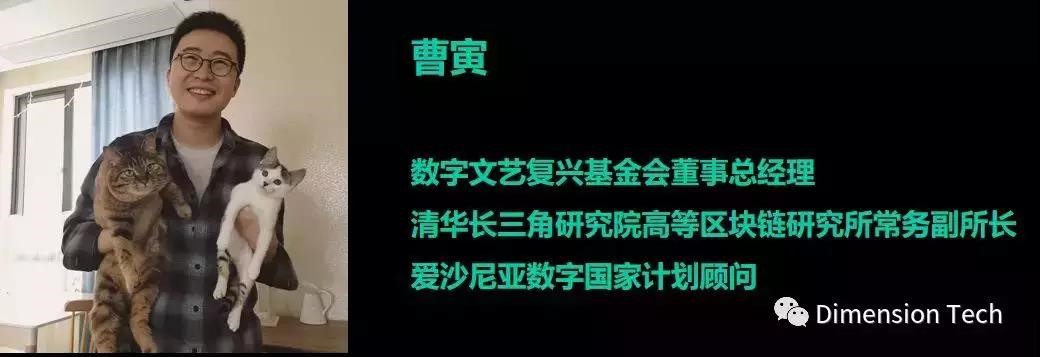 曹寅
数字文艺复兴基金会董事总经理
清华长三角研究院高等区块链研究所常务副所长
爱沙尼亚数字国家计划顾问
Dimension Tech